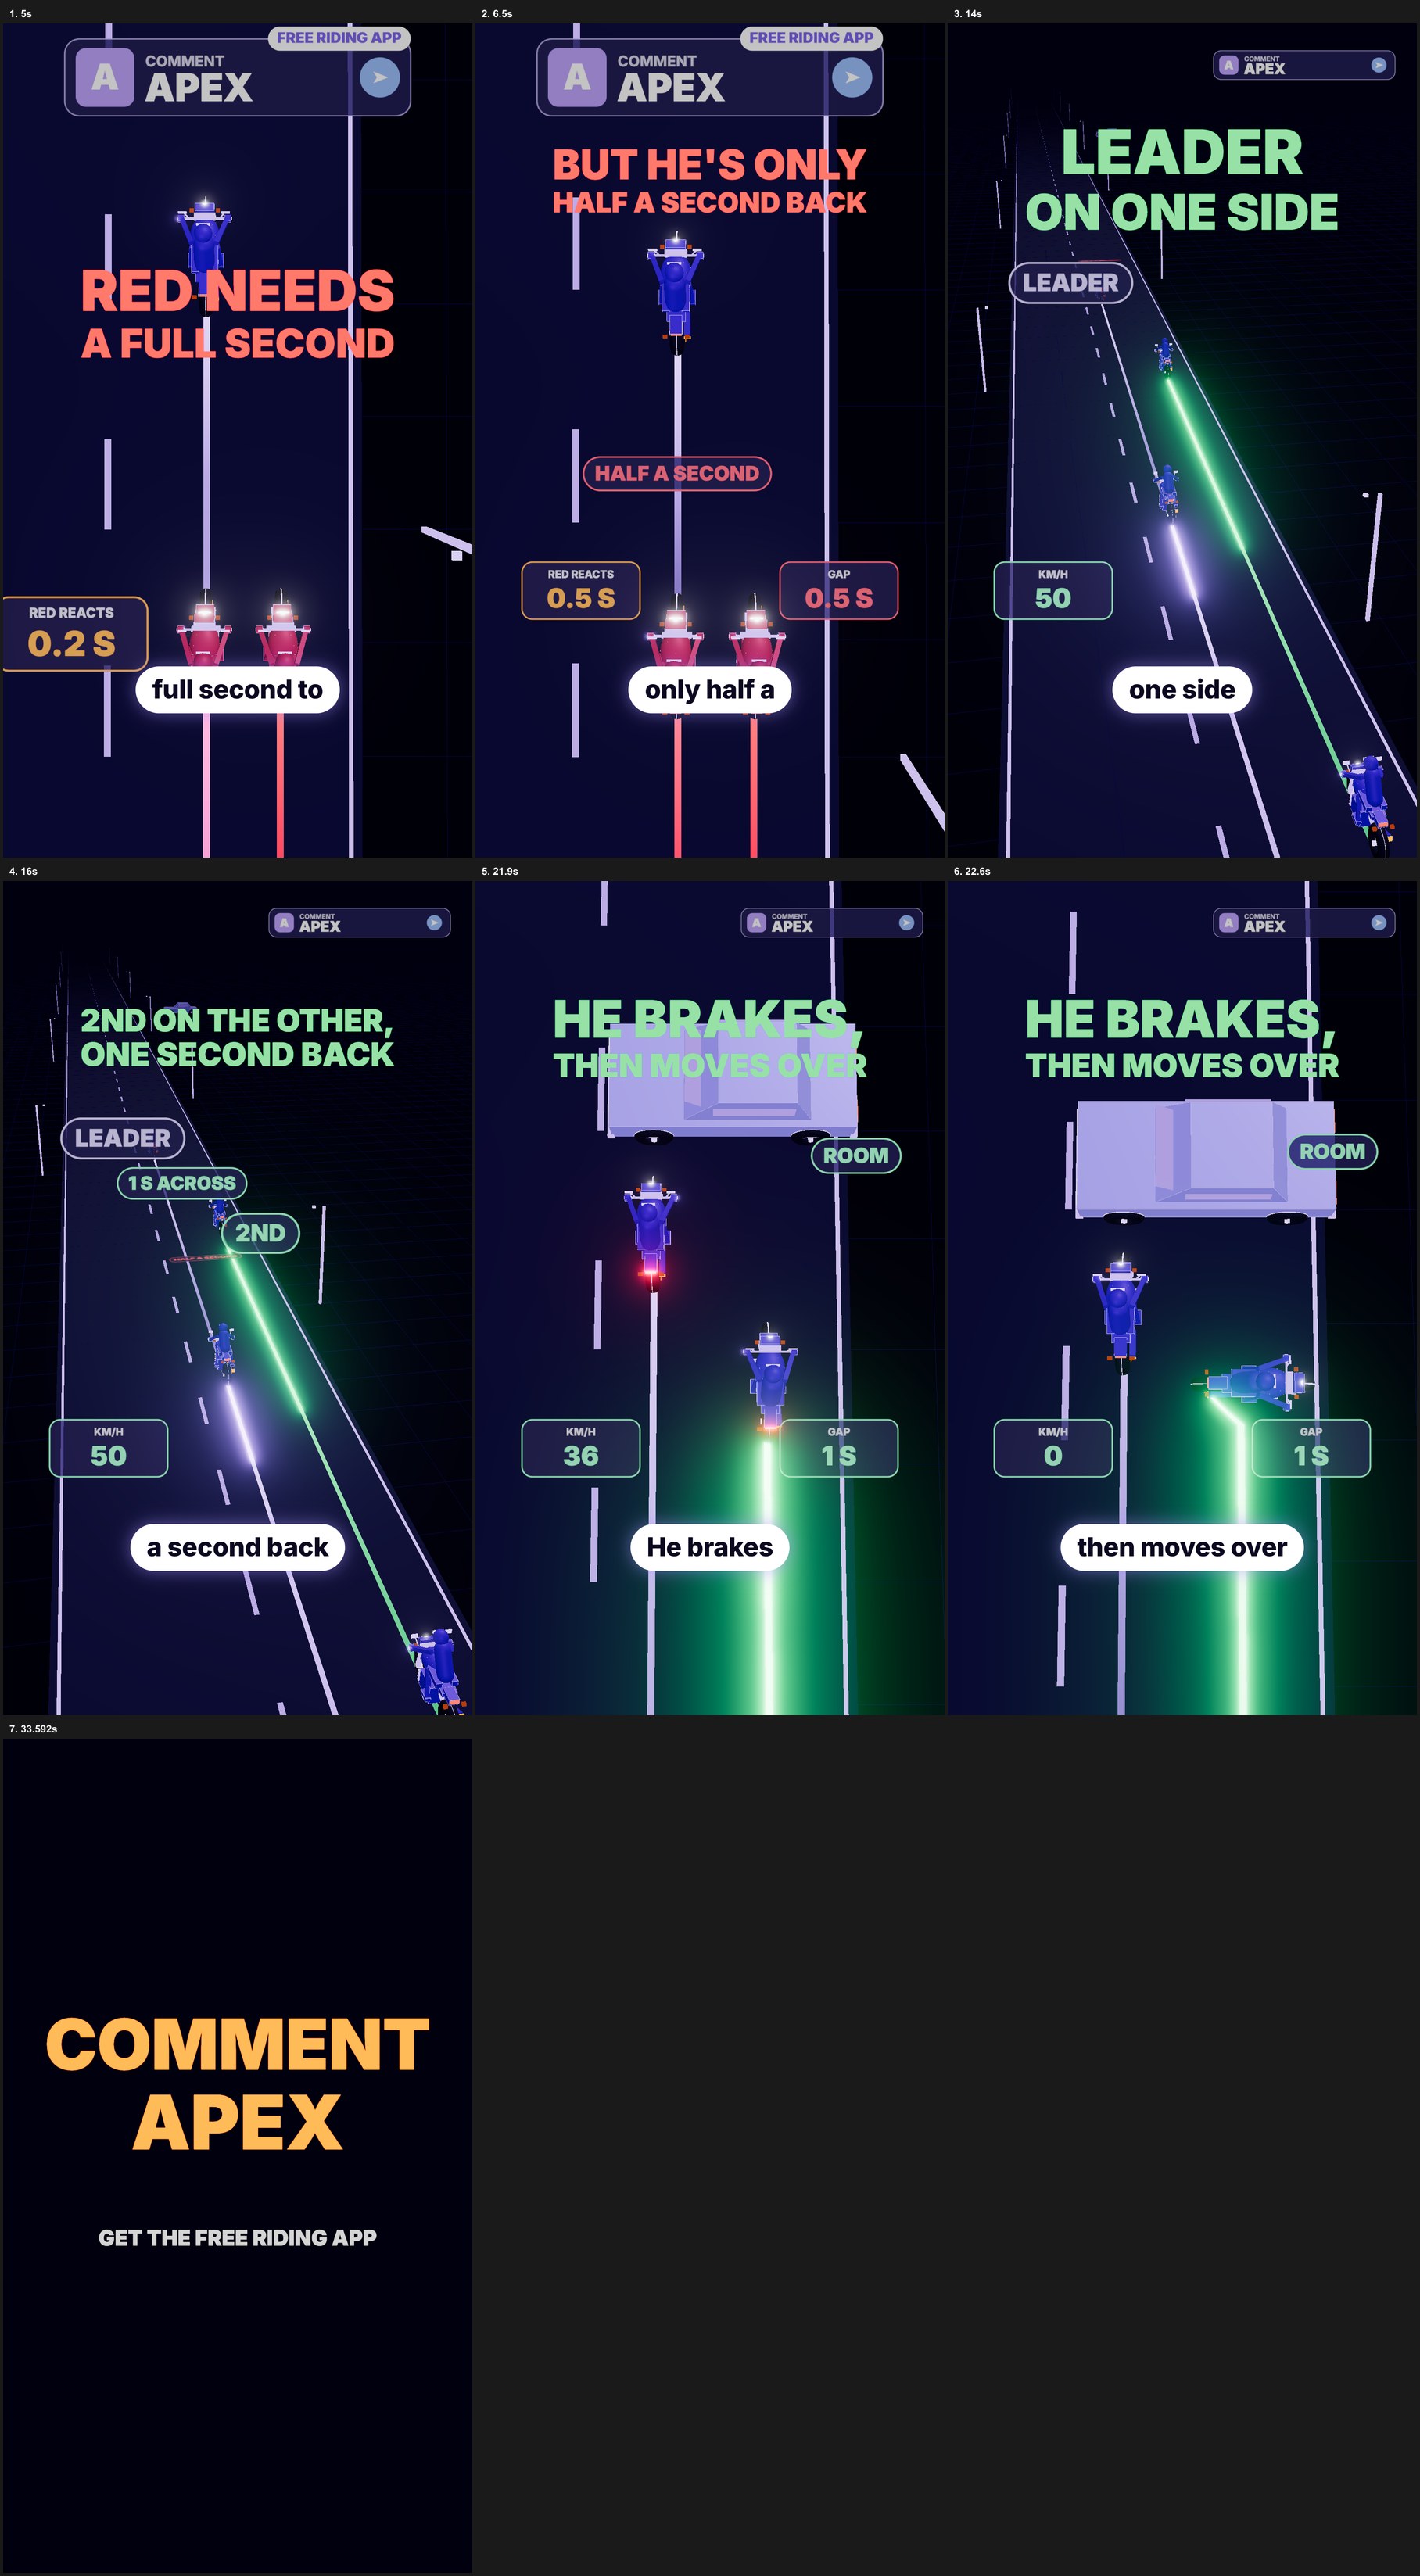 1. 5s
FREE RIDING APP
A
COMMENT
APEX
RED NEEDS
A FULL SECOND
RED REACTS
0.2 S
full second to
2. 6.5s
FREE RIDING APP
A
COMMENT
APEX
BUT HE'S ONLY
HALF A SECOND BACK
HALF A SECOND
RED REACTS
0.5 S
GAP
0.5 S
only half a
3. 14s
A
COMMENT
APEX
LEADER
ON ONE SIDE
LEADER
KM/H
50
one side
4. 16s
A
COMMENT
APEX
2ND ON THE OTHER,
ONE SECOND BACK
LEADER
1 S ACROSS
2ND
HALF A SECOND
KM/H
50
a second back
5. 21.9s
A
COMMENT
APEX
HE BRAKES,
THEN MOVES OVER
ROOM
KM/H
36
GAP
1 S
He brakes
6. 22.6s
A
COMMENT
APEX
HE BRAKES,
THEN MOVES OVER
ROOM
KM/H
0
GAP
1 S
then moves over
7. 33.592s
COMMENT
APEX
GET THE FREE RIDING APP